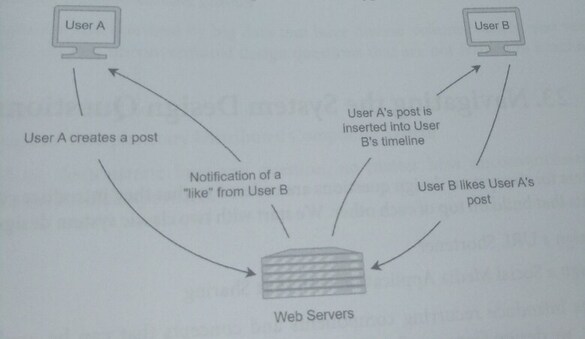 User A
User B
User A creates a post
Notification of a
"like" from User B
User A's post is
inserted into User
B's timeline
User B likes User A's
post
Web Servers